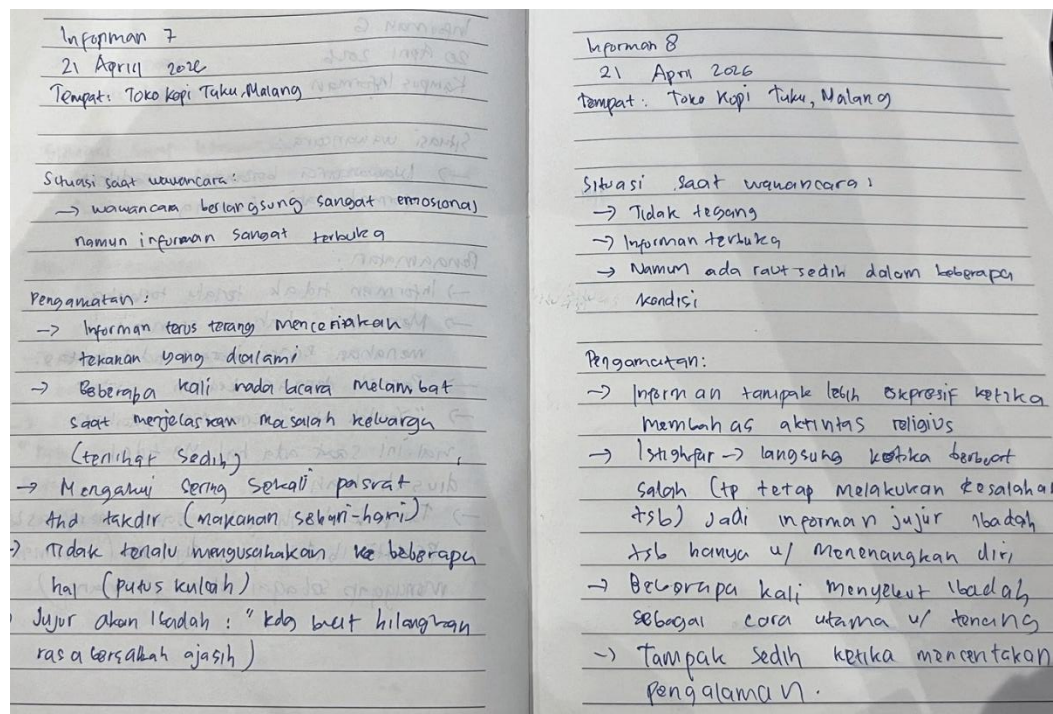 Informan 7
21 April 2026
Tempat: Toko Kopi Tuku, Malang
Situasi saat wawancara:
→ wawancara berlangsung sangat emosional
namun informan sangat terbuka
Pengamatan:
→ Informan terus terang menceritakan
tekanan yang dialami
→ Beberapa kali nada bicara melambat
saat menjelaskan masalah keluarga
(terlihat sedih)
→ Mengakui sering sekali pasrat
thd takdir (makanan sehari-hari)
→ Tidak terlalu mengusahakan ke beberapa
hal (putus kuliah)
Jujur akan Ibadah: "kdg buat hilangkan
rasa bersalah ajasih)
Informan 8
21 April 2026
Tempat: Toko Kopi Tuku, Malang
Situasi saat wawancara:
→ Tidak tegang
→ Informan terbuka
→ Namun ada raut sedih dalam beberapa
kondisi
Pengamatan:
→ Informan tampak lebih ekspresif ketika
membahas aktivitas religius
→ Istighfar → langsung ketika berbuat
salah (tp tetap melakukan kesalahan
tsb) Jadi informan jujur ibadah
tsb hanya u/ menenangkan diri
→ Beberapa kali menyebut Ibadah
sebagai cara utama u/ tenang
→ Tampak sedih ketika menceritakan
pengalaman.